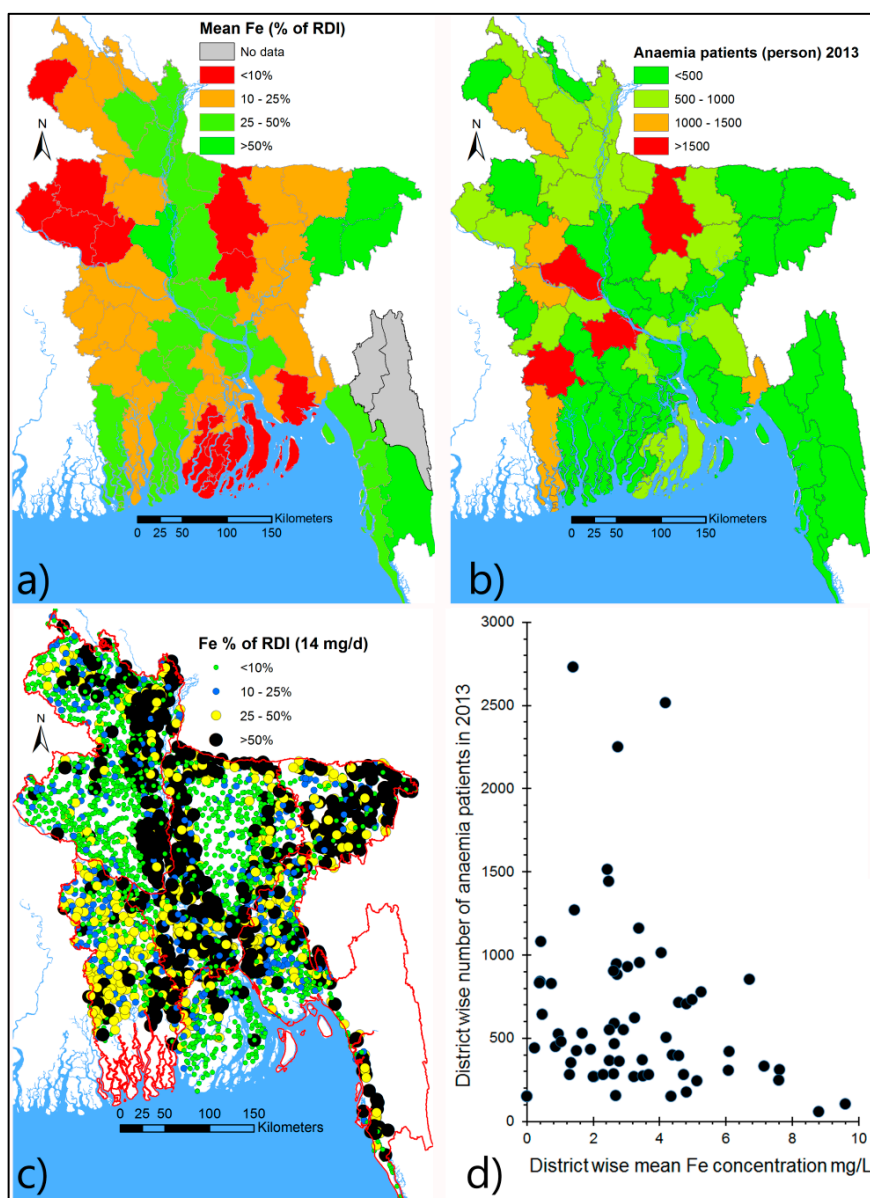 Mean Fe (% of RDI)
No data
<10%
10 - 25%
25 - 50%
>50%
N
0 25 50 100 150
Kilometers
a)
Anaemia patients (person) 2013
<500
500 - 1000
1000 - 1500
>1500
N
0 25 50 100 150
Kilometers
b)
Fe % of RDI (14 mg/d)
<10%
10 - 25%
25 - 50%
>50%
N
0 25 50 100 150
Kilometers
c)
District wise number of anaemia patients in 2013
3000
2500
2000
1500
1000
500
0
0 2 4 6 8 10
District wise mean Fe concentration mg/L
d)